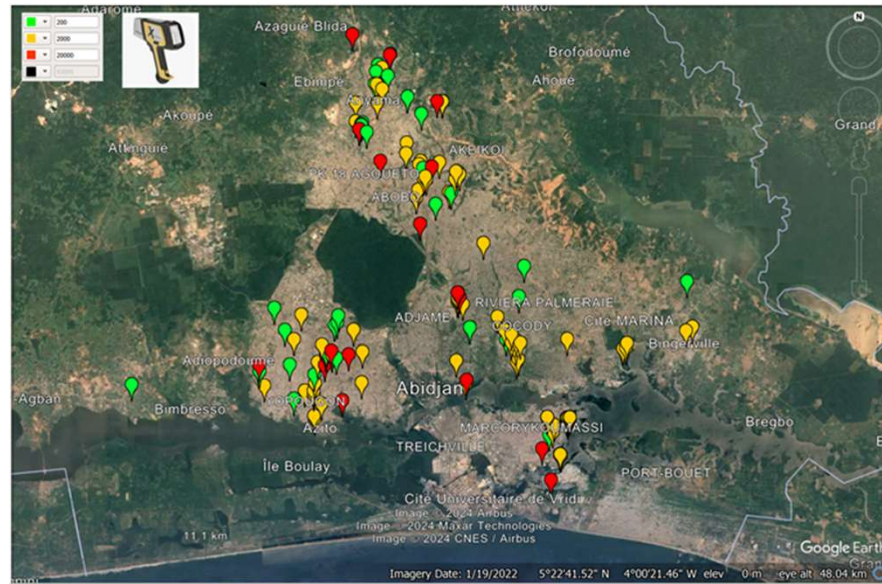 Adarome
Attiékoi
200
2000
20000
Azaguie Blida
N
Brofodoumé
Ebimpé
Ahoue
Anyama
Akoupé
Grand
Attinguié
AKEIKOI
PK 18 AGOUETO
ABOBO
RIVIERA PALMERAIE
ADJAME
COCODY
Cité MARINA
Bingerville
Adiopodoume
Abidjan
-Agban
Bimbresso
YOPOUGON
Azito
MARCORY
KOUMASSI
Bregbo
TREICHVILLE
Île Boulay
PORT-BOUET
Cité Universitaire de Vridi
Image © 2024 Airbus
Image © 2024 Maxar Technologies
Image © 2024 CNES / Airbus
11.1 km
Google Earth
Imagery Date: 1/19/2022 5°22'41.52" N 4°00'21.46" W elev 0 m eye alt 48.04 km